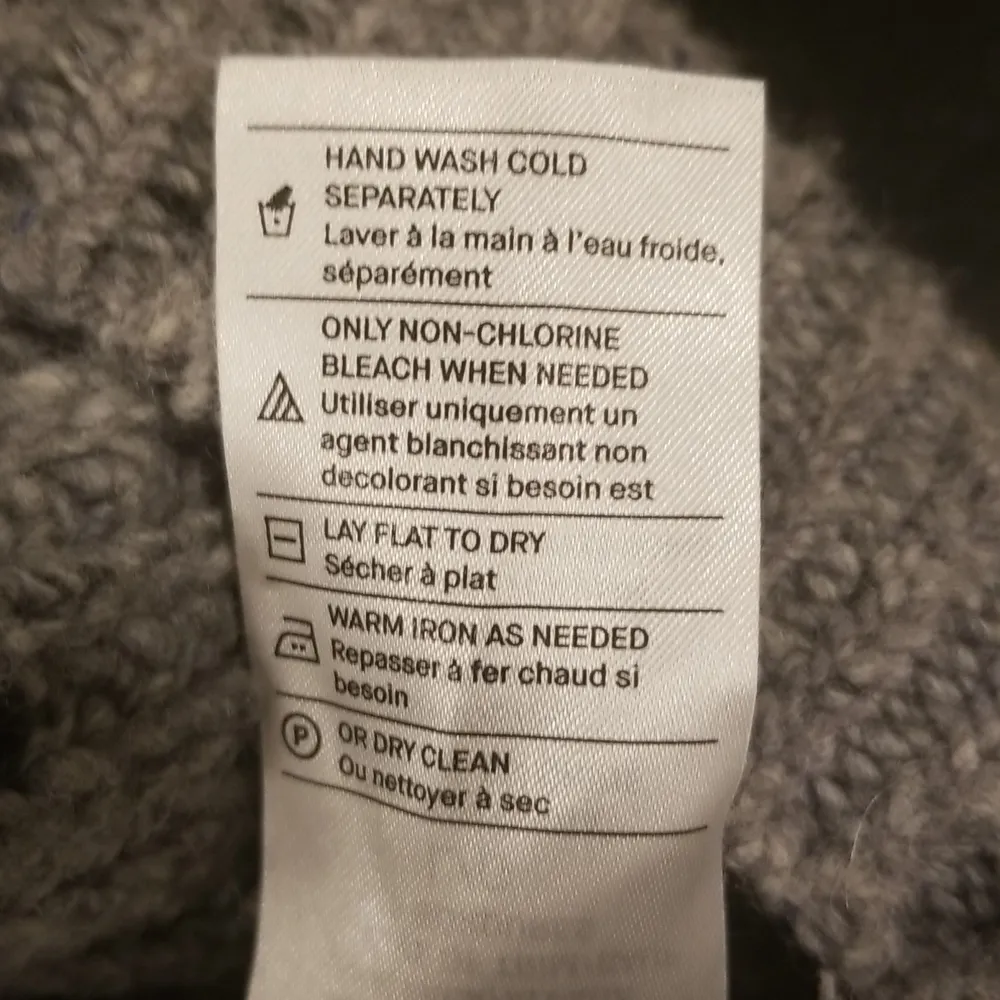 HAND WASH COLD
SEPARATELY
Laver à la main à l'eau froide,
séparément
ONLY NON-CHLORINE
BLEACH WHEN NEEDED
Utiliser uniquement un
agent blanchissant non
decolorant si besoin est
LAY FLAT TO DRY
Sécher à plat
WARM IRON AS NEEDED
Repasser à fer chaud si
besoin
P
OR DRY CLEAN
Ou nettoyer à sec